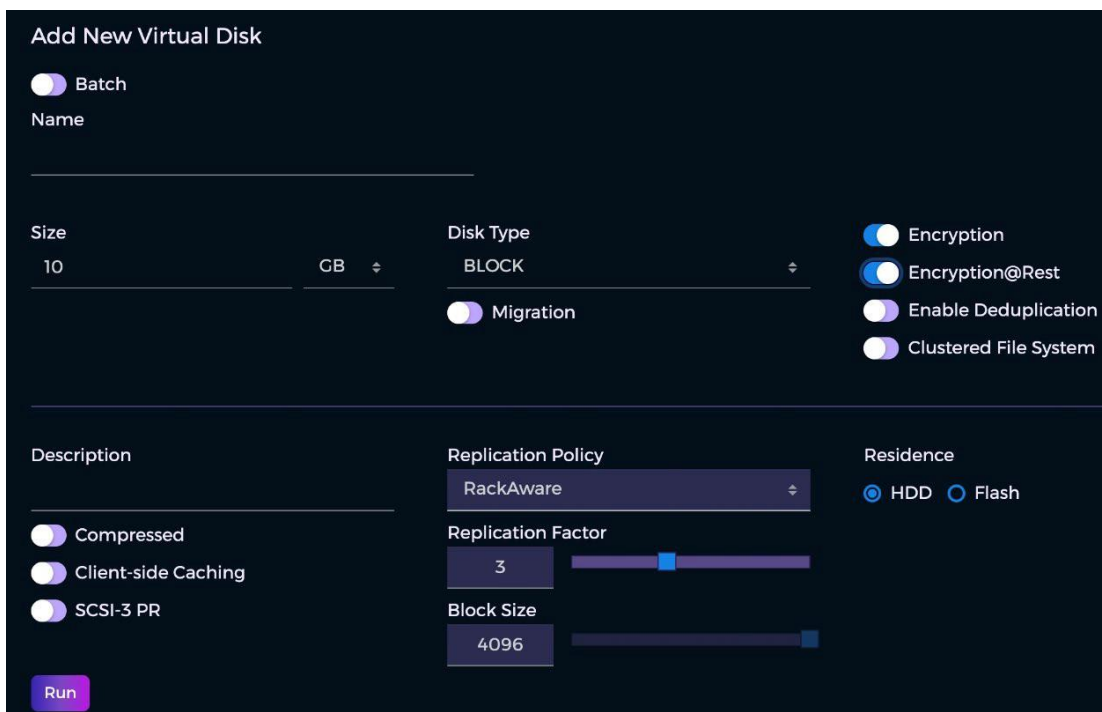 Add New Virtual Disk
Batch
Name
Size
10
GB
Disk Type
BLOCK
Migration
Encryption
Encryption@Rest
Enable Deduplication
Clustered File System
Description
Compressed
Client-side Caching
SCSI-3 PR
Replication Policy
RackAware
Replication Factor
3
Block Size
4096
Residence
HDD
Flash
Run